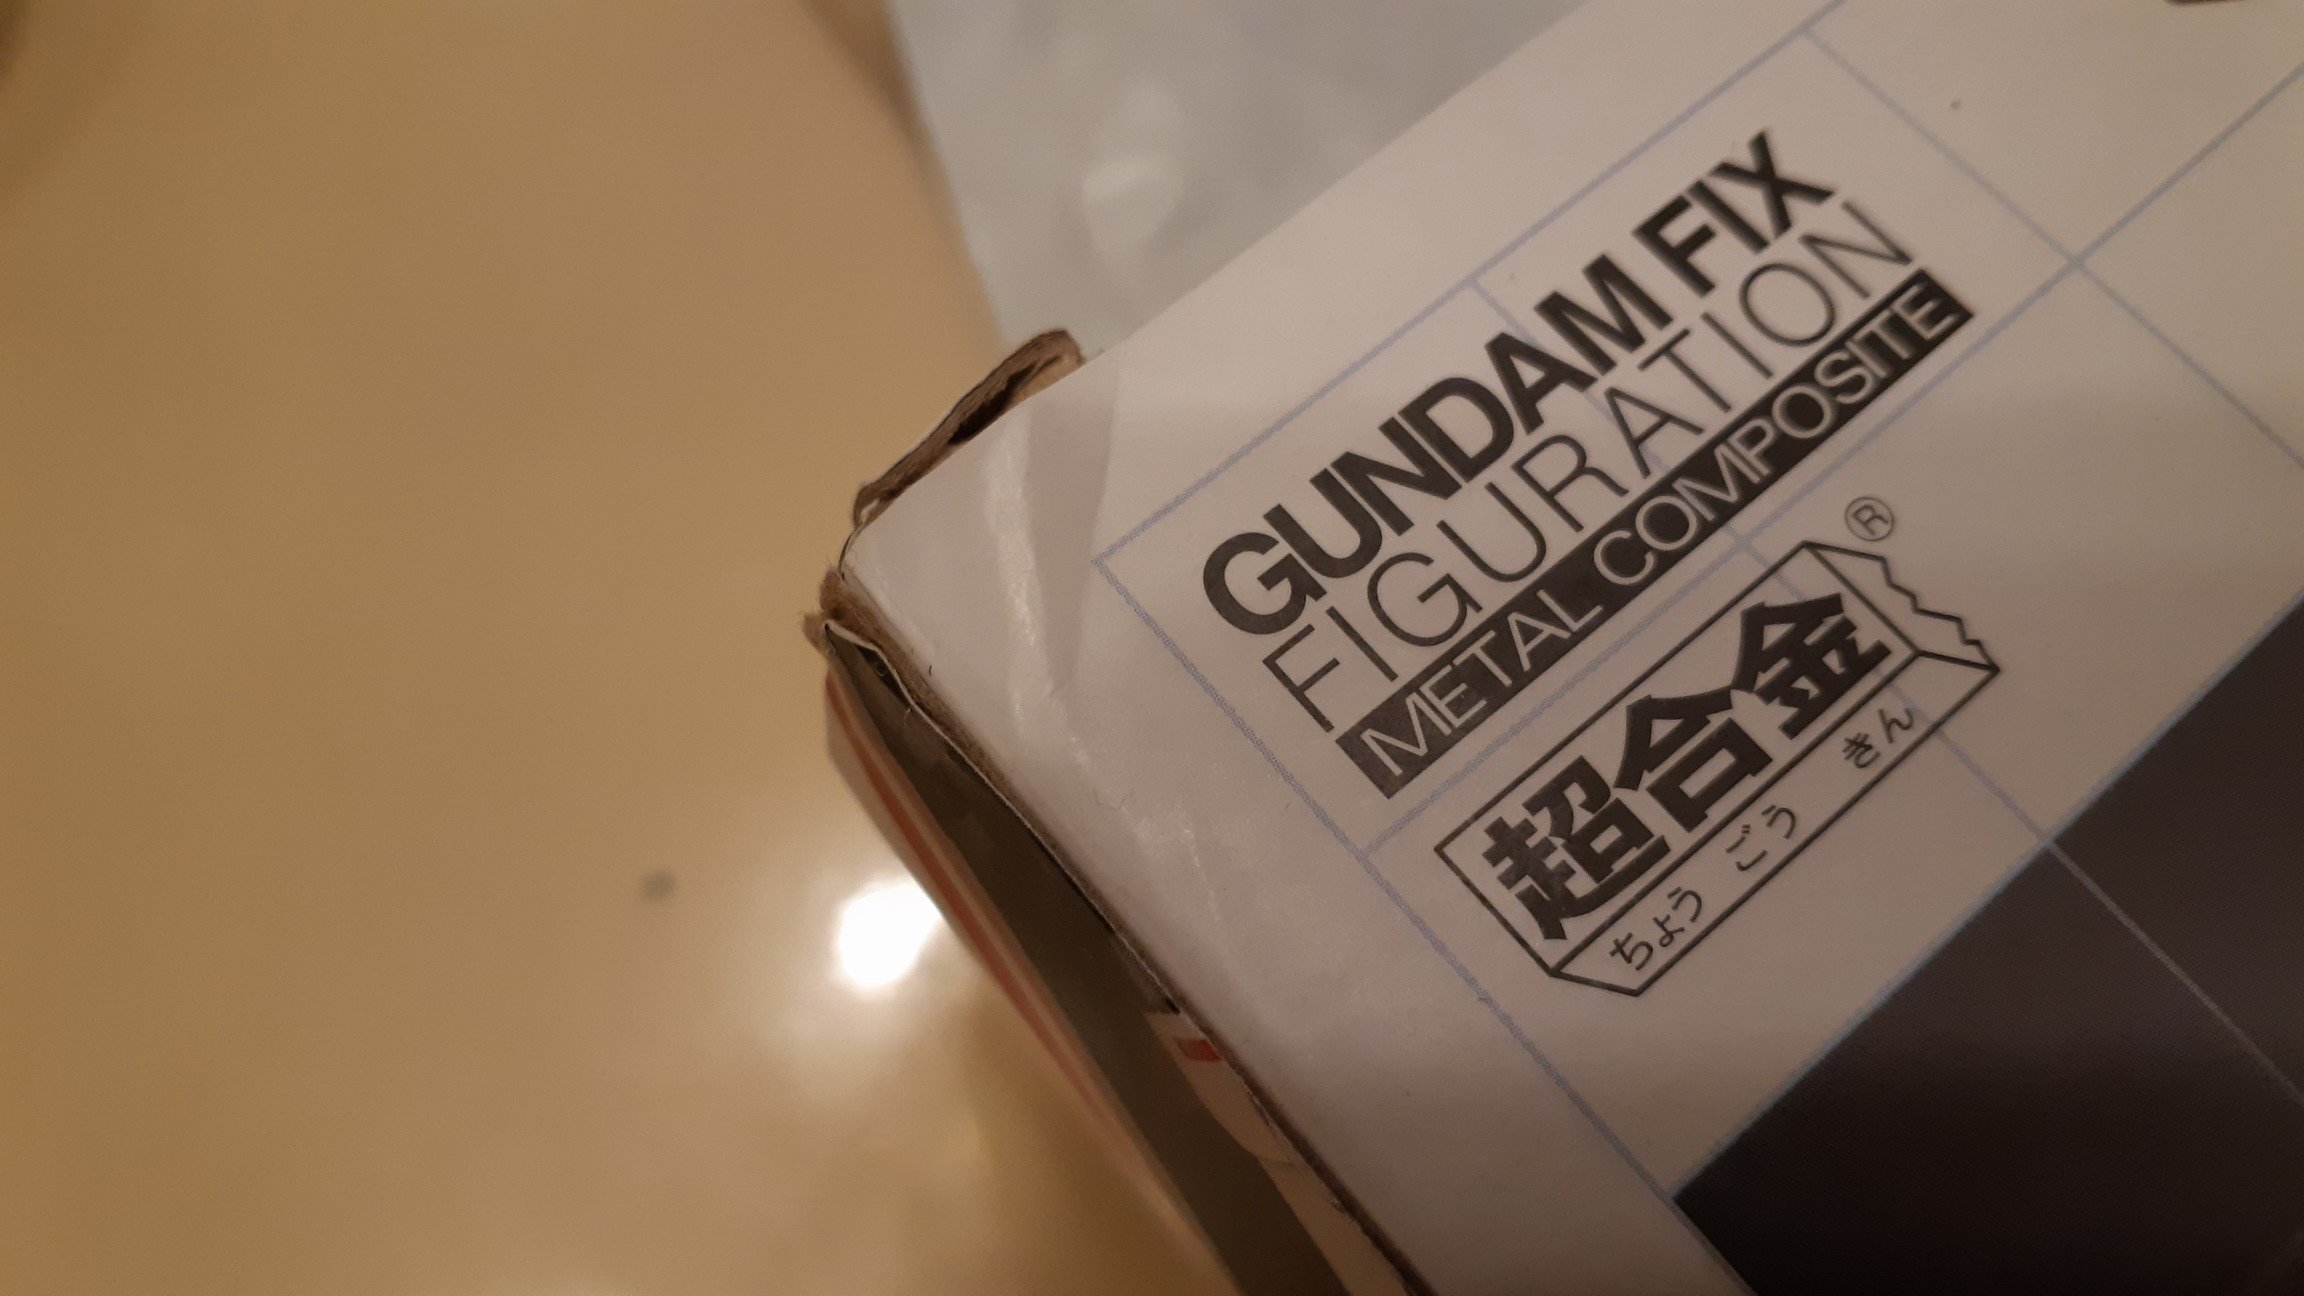 GUNDAM FIX
FIGURATION
METAL COMPOSITE
®
超合金
ちょう ごう きん